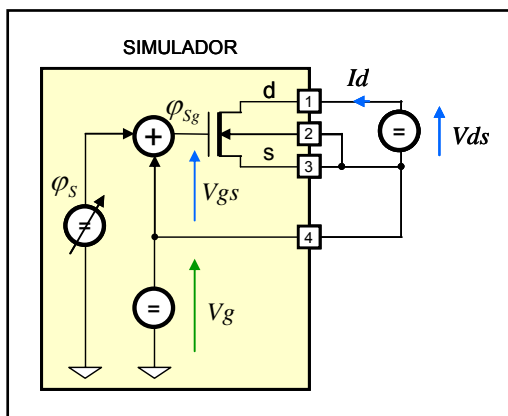 SIMULADOR
d
Id
1
φSg
+
2
=
Vds
s
3
φS
Vgs
=
4
=
Vg